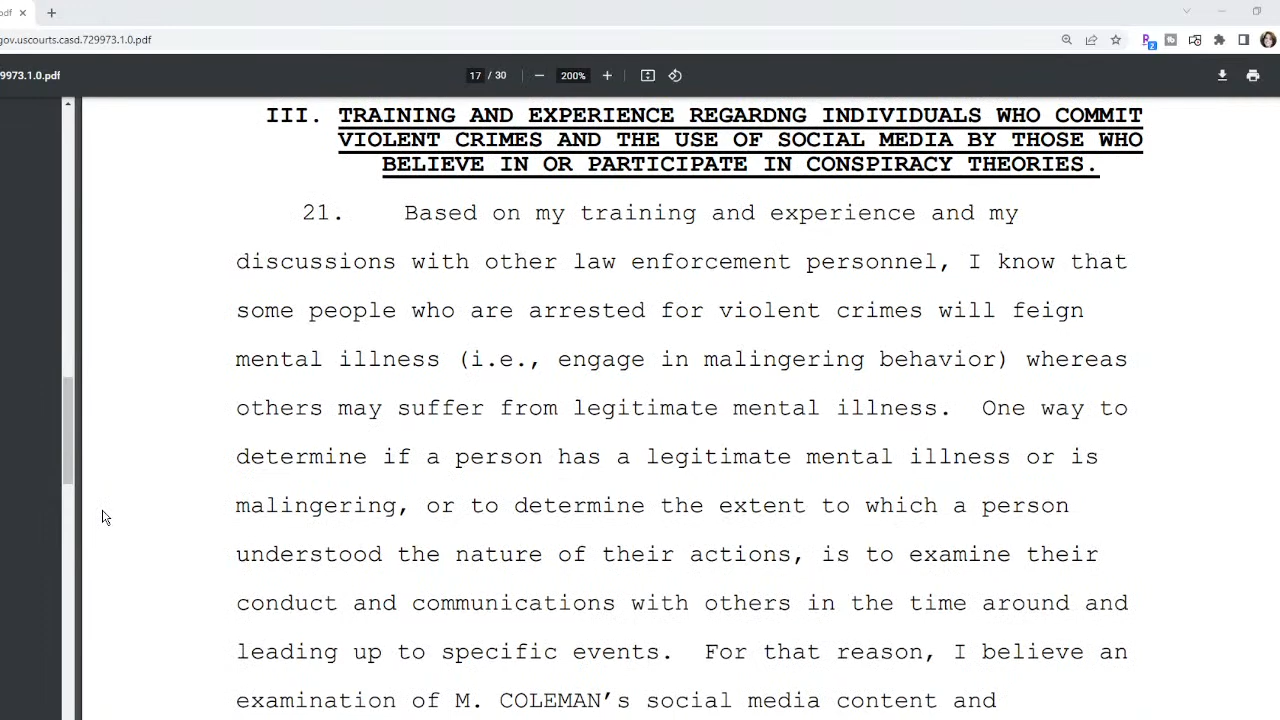 pdf
gov.uscourts.casd.729973.1.0.pdf
2
973.1.0.pdf
17 / 30
200%
III. TRAINING AND EXPERIENCE REGARDNG INDIVIDUALS WHO COMMIT
VIOLENT CRIMES AND THE USE OF SOCIAL MEDIA BY THOSE WHO
BELIEVE IN OR PARTICIPATE IN CONSPIRACY THEORIES.
21. Based on my training and experience and my
discussions with other law enforcement personnel, I know that
some people who are arrested for violent crimes will feign
mental illness (i.e., engage in malingering behavior) whereas
others may suffer from legitimate mental illness. One way to
determine if a person has a legitimate mental illness or is
malingering, or to determine the extent to which a person
understood the nature of their actions, is to examine their
conduct and communications with others in the time around and
leading up to specific events. For that reason, I believe an
examination of M. COLEMAN’s social media content and